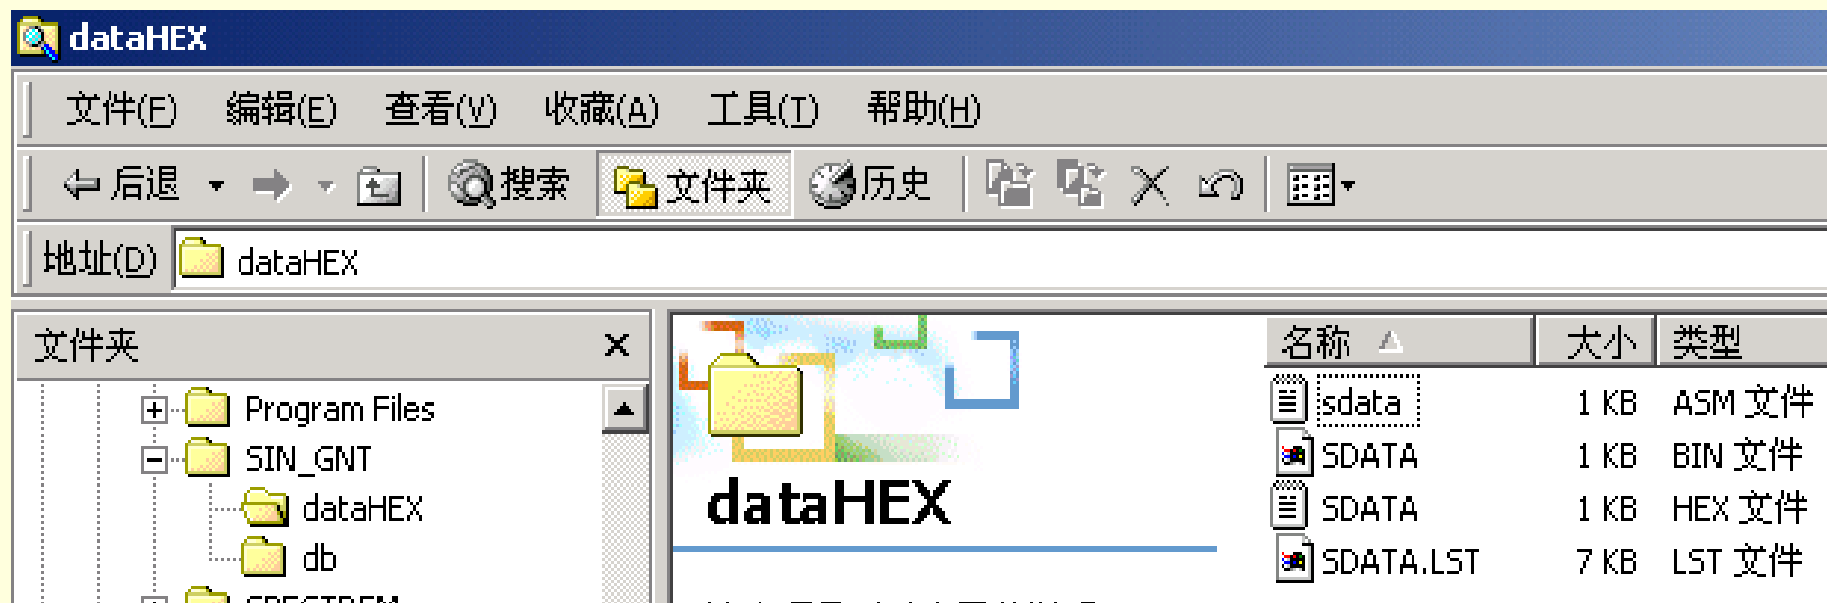 dataHEX
文件(F) 编辑(E) 查看(V) 收藏(A) 工具(T) 帮助(H)
后退 搜索 文件夹 历史
地址(D) dataHEX
文件夹
Program Files
SIN_GNT
dataHEX
db
dataHEX
名称 大小 类型
sdata 1 KB ASM 文件
SDATA 1 KB BIN 文件
SDATA 1 KB HEX 文件
SDATA.LST 7 KB LST 文件